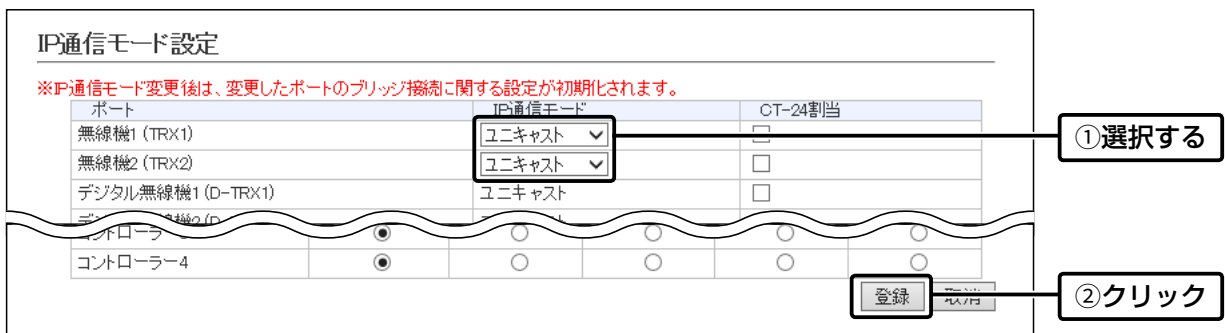 IP通信モード設定
※IP通信モード変更後は、変更したポートのブリッジ接続に関する設定が初期化されます。
ポート IP通信モード CT-24割当
無線機1 (TRX1) ユニキャスト
①選択する
無線機2 (TRX2) ユニキャスト
デジタル無線機1 (D-TRX1) ユニキャスト
コントローラー4
登録 取消
②クリック